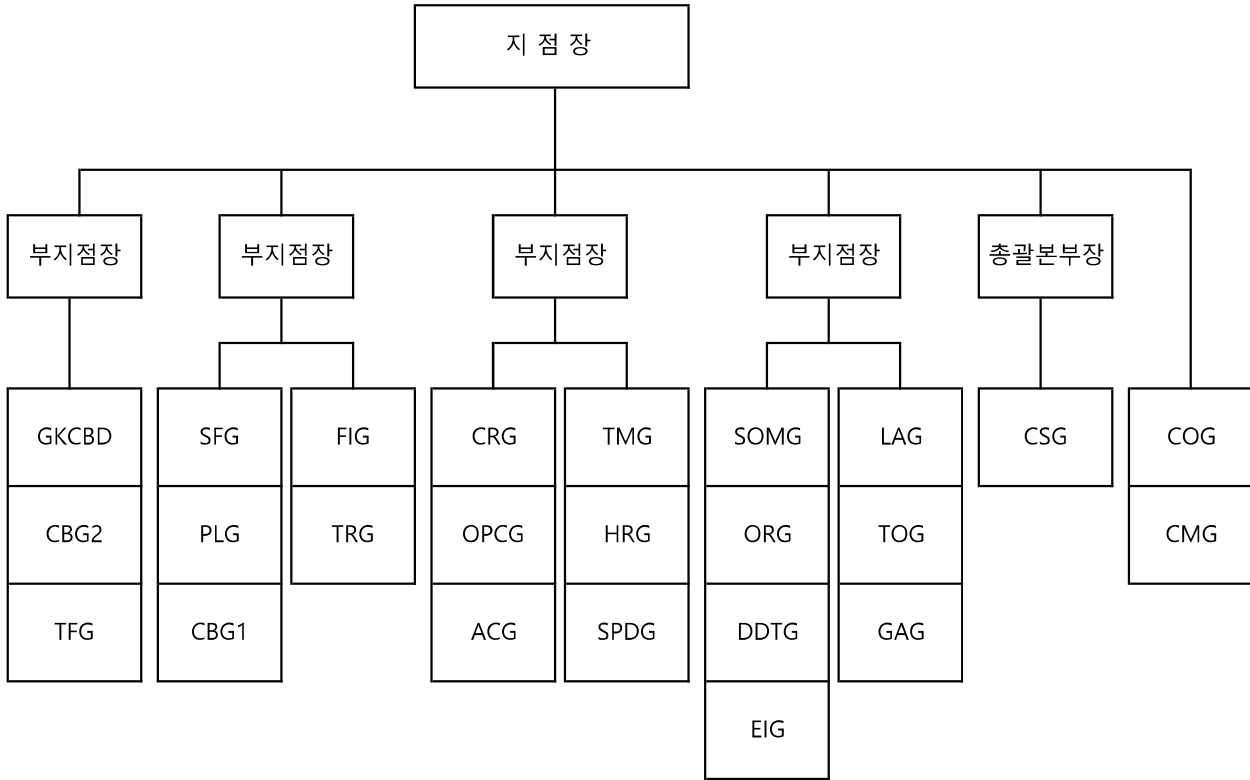 지 점 장
부지점장 부지점장 부지점장 부지점장 총괄본부장
GKCBD SFG FIG CRG TMG SOMG LAG CSG COG
CBG2 PLG TRG OPCG HRG ORG TOG CMG
TFG CBG1 ACG SPDG DDTG GAG
EIG